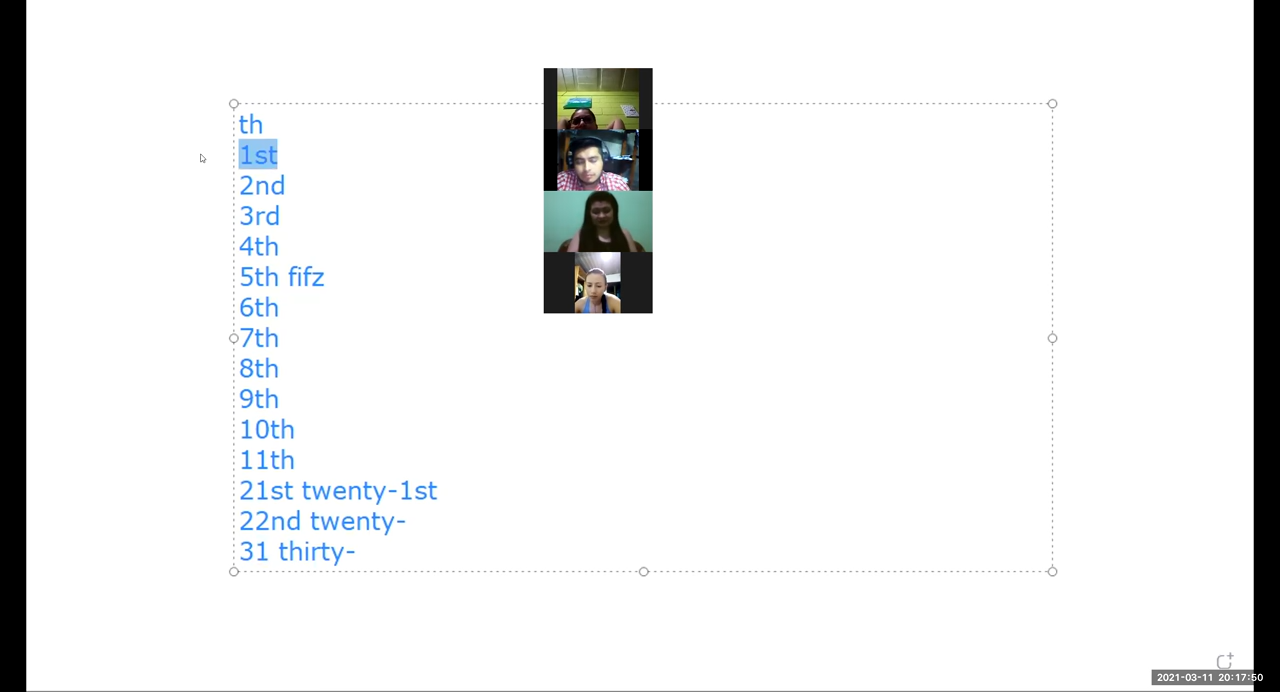 th
1st
2nd
3rd
4th
5th fifz
6th
7th
8th
9th
10th
11th
21st twenty-1st
22nd twenty-
31 thirty-
2021-03-11 20:17:50